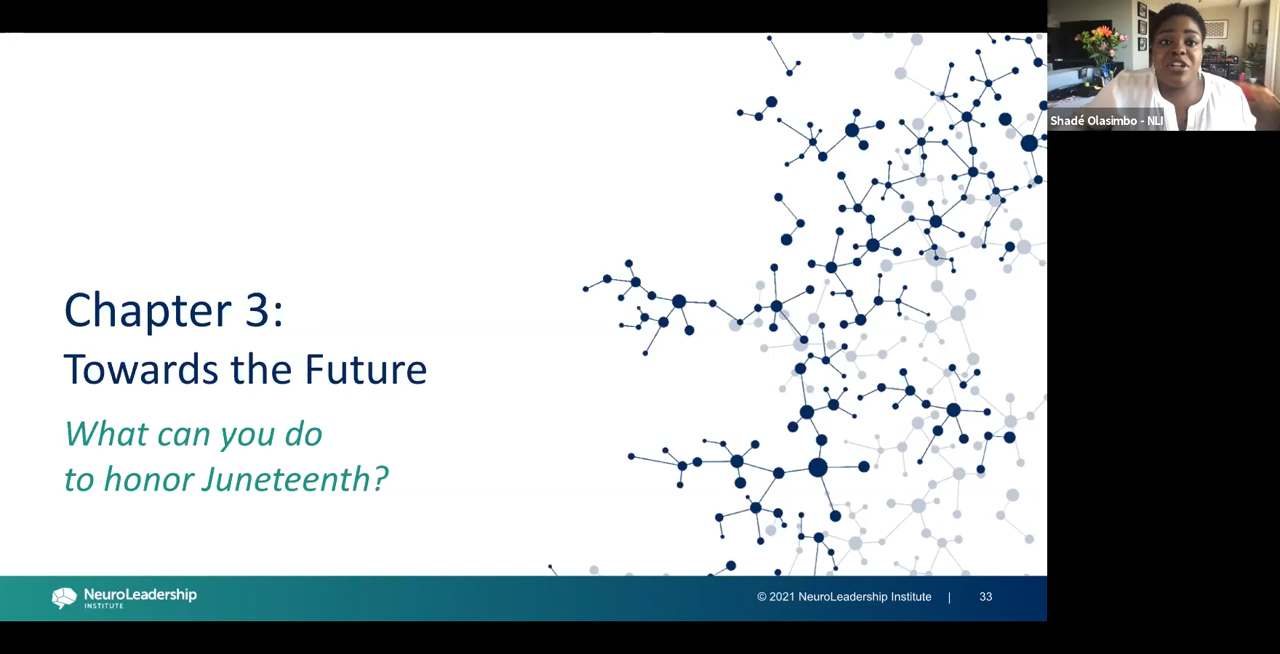 Shadé Olasimbo - NLI
Chapter 3:
Towards the Future
What can you do
to honor Juneteenth?
NeuroLeadership
INSTITUTE
© 2021 NeuroLeadership Institute | 33